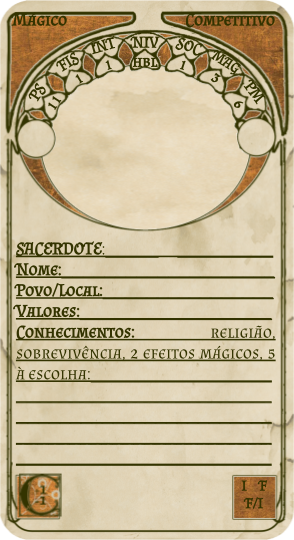 MÁGICO COMPETITIVO
PS FIS INT NIV SOC MAG PM
11 1 1 HBL 1 3 6
SACERDOTE:
NOME:
POVO/LOCAL:
VALORES:
CONHECIMENTOS: RELIGIÃO,
SOBREVIVÊNCIA, 2 EFEITOS MÁGICOS, 5
À ESCOLHA:
C I F
F/I